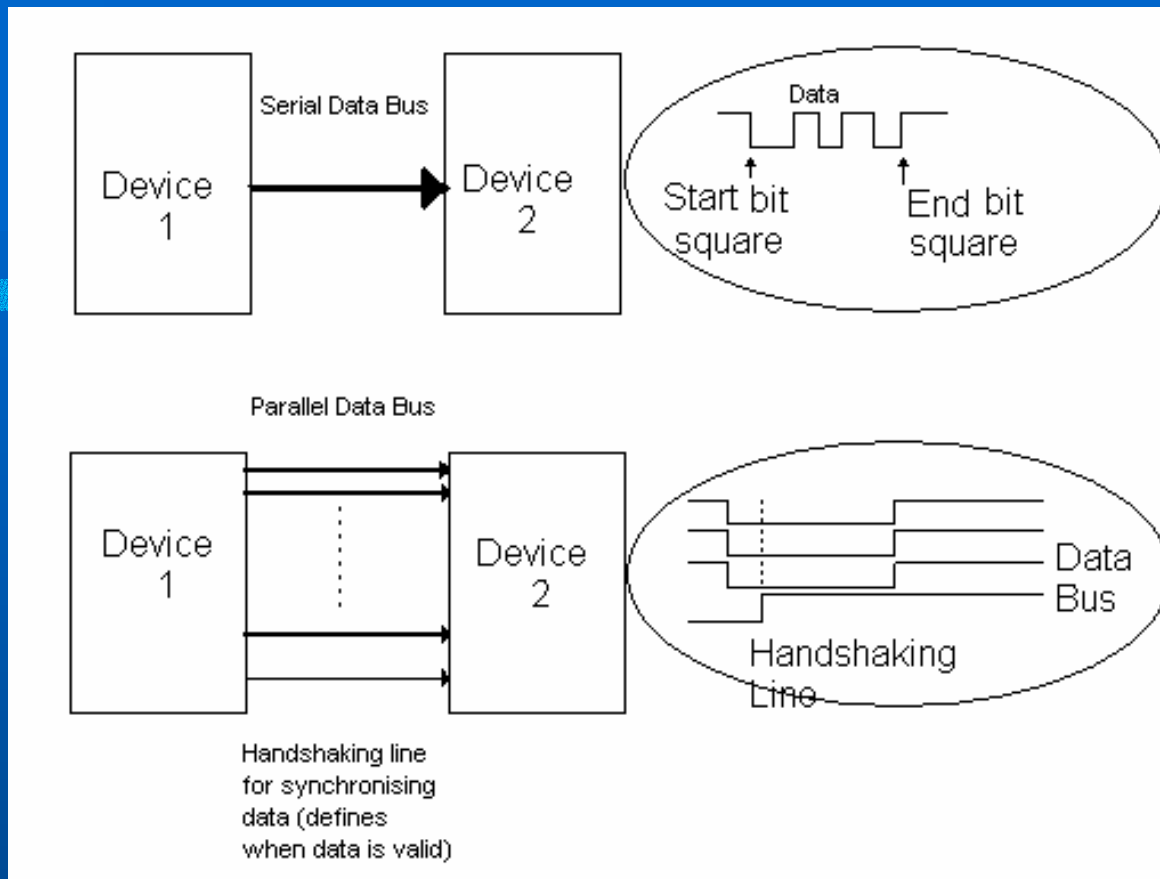 Serial Data Bus
Device
1
Device
2
Data
Start bit
square
End bit
square
Parallel Data Bus
Device
1
Device
2
Data
Bus
Handshaking
Line
Handshaking line
for synchronising
data (defines
when data is valid)